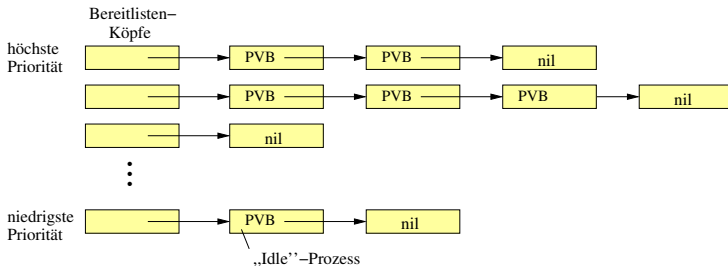 Bereitlisten−
Köpfe
höchste
Priorität
PVB PVB nil
PVB PVB PVB nil
nil
niedrigste
Priorität
PVB nil
„Idle’’−Prozess